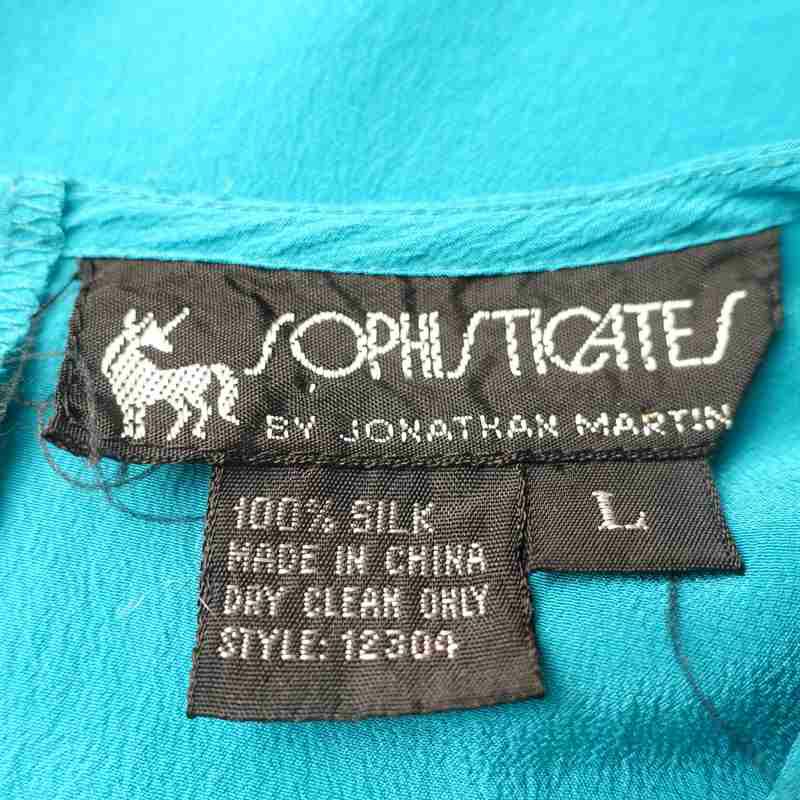 SOPHISTICATES
BY JONATHAN MARTIN
L
100% SILK
MADE IN CHINA
DRY CLEAN ONLY
STYLE: 12304